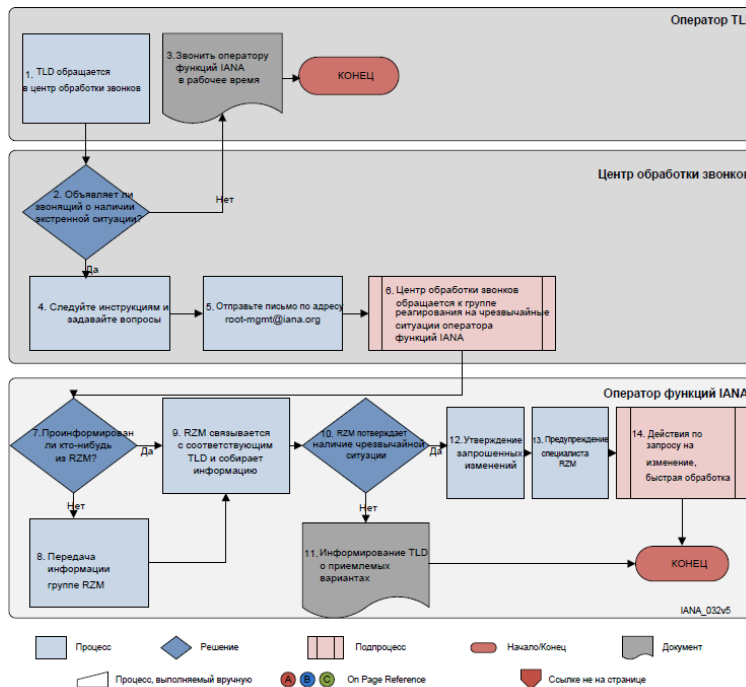 Оператор TL
1. TLD обращается
в центр обработки звонков
3. Звонить оператору
функций IANA
в рабочее время
КОНЕЦ
Центр обработки звонков
2. Объявляет ли
звонящий о наличии
экстренной ситуации?
Нет
Да
4. Следуйте инструкциям и
задавайте вопросы
5. Отправьте письмо по адресу
root-mgmt@iana.org
6. Центр обработки звонков
обращается к группе
реагирования на чрезвычайные
ситуации оператора
функций IANA
Оператор функций IANA
7. Проинформирован
ли кто-нибудь
из RZM?
Да
Нет
8. Передача
информации
группе RZM
9. RZM связывается
с соответствующим
TLD и собирает
информацию
10. RZM потверждает
наличие чрезвычайной
ситуации
Да
Нет
11. Информирование TLD
о приемлемых
вариантах
12. Утверждение
запрошенных
изменений
13. Предупреждение
специалиста
RZM
14. Действия по
запросу на
изменение,
быстрая обработка
КОНЕЦ
IANA_032v5
Процесс
Решение
Подпроцесс
Начало/Конец
Документ
Процесс, выполняемый вручную
A B C On Page Reference
Ссылке не на странице